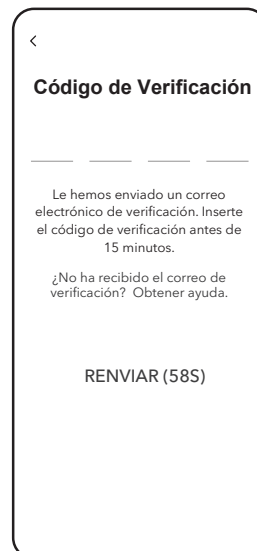 Código de Verificación
Le hemos enviado un correo
electrónico de verificación. Inserte
el código de verificación antes de
15 minutos.
¿No ha recibido el correo de
verificación? Obtener ayuda.
RENVIAR (58S)